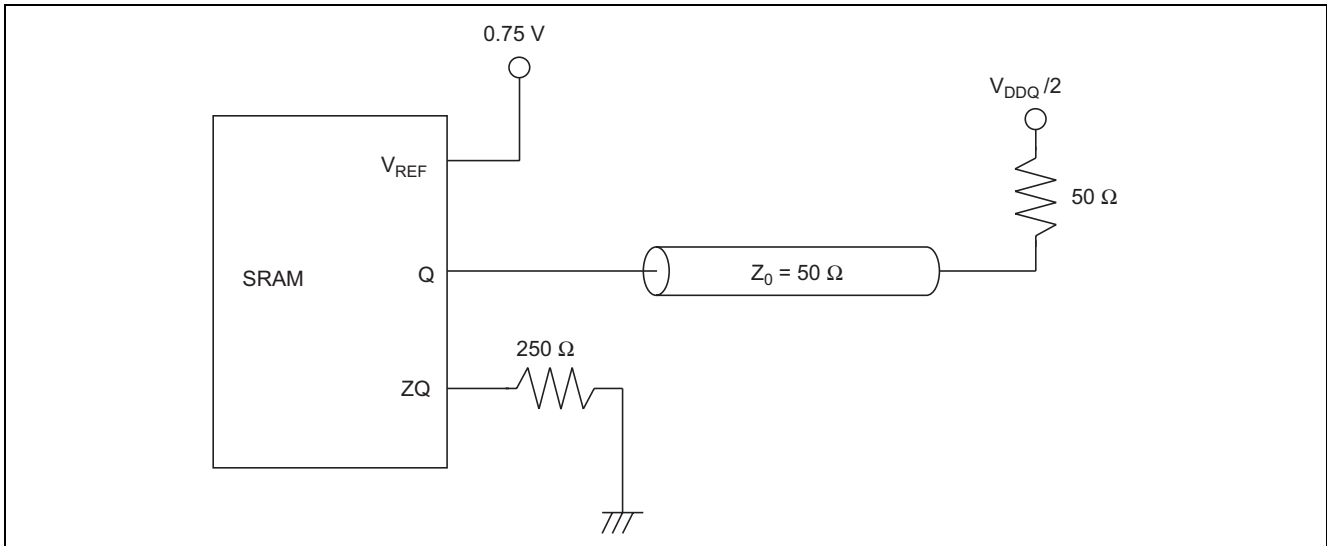 0.75 V
V_DDQ /2
V_REF
50 Ω
SRAM
Q
Z_0 = 50 Ω
250 Ω
ZQ